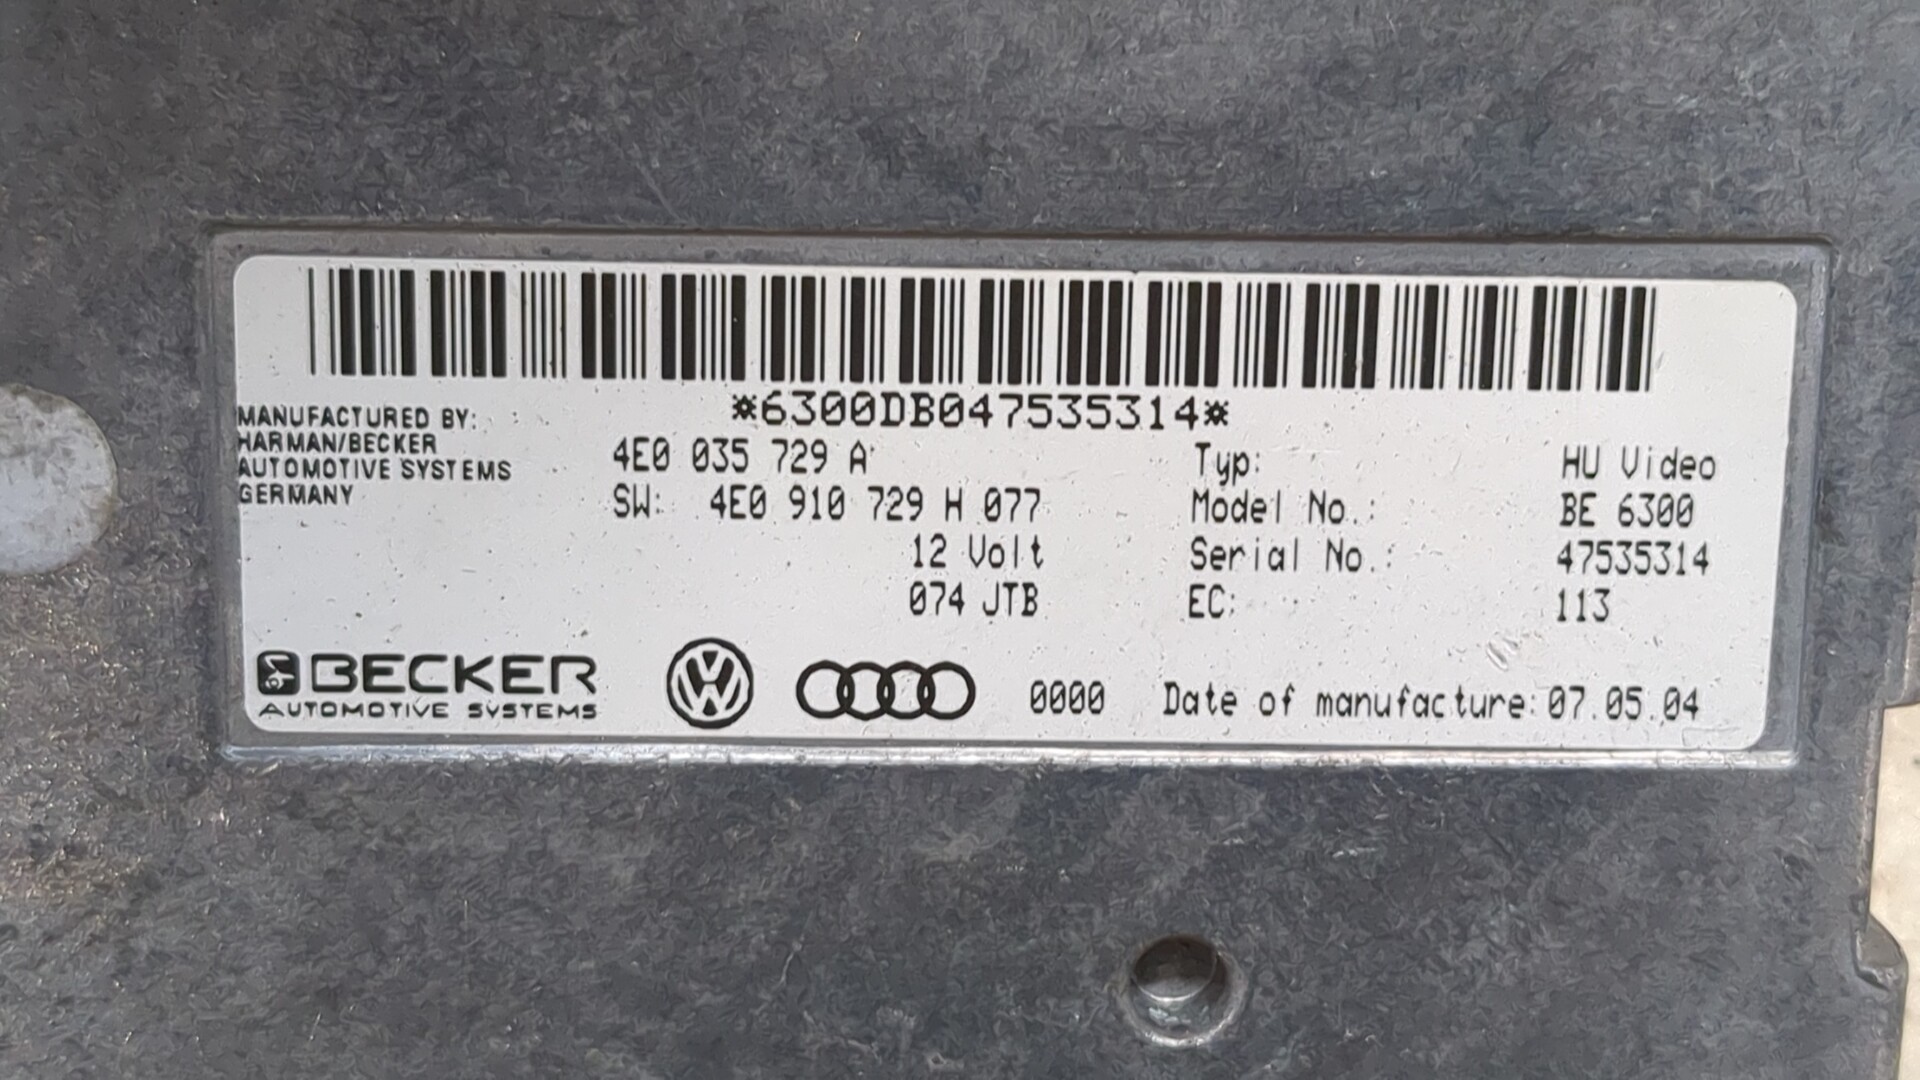 *6300DB047535314*
MANUFACTURED BY:
HARMAN/BECKER
AUTOMOTIVE SYSTEMS
GERMANY
4E0 035 729 A
SW: 4E0 910 729 H 077
12 Volt
074 JTB
Typ: HU Video
Model No.: BE 6300
Serial No.: 47535314
EC: 113
BECKER
AUTOMOTIVE SYSTEMS
0000 Date of manufacture: 07.05.04